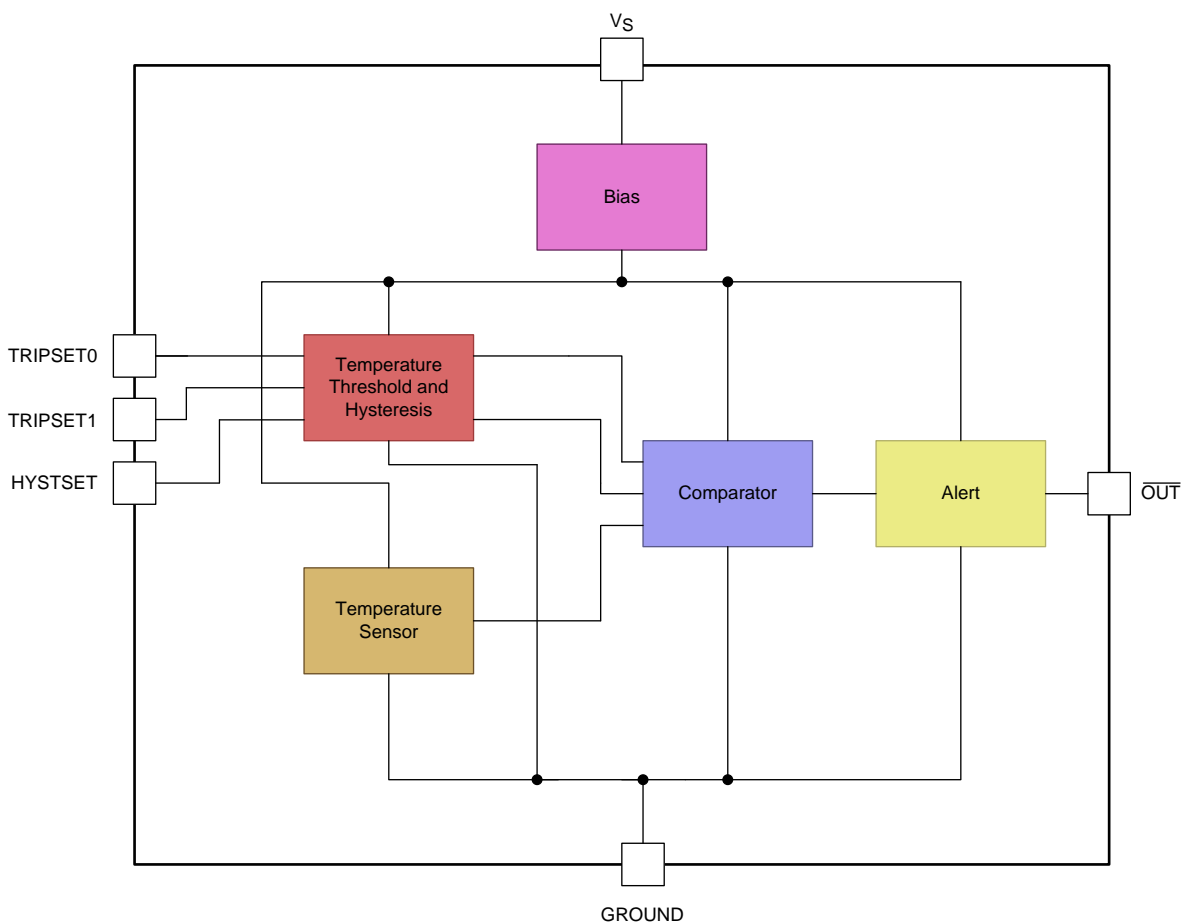 VS
Bias
TRIPSET0
TRIPSET1
HYSTSET
Temperature
Threshold and
Hysteresis
Comparator
Alert
OUT
Temperature
Sensor
GROUND